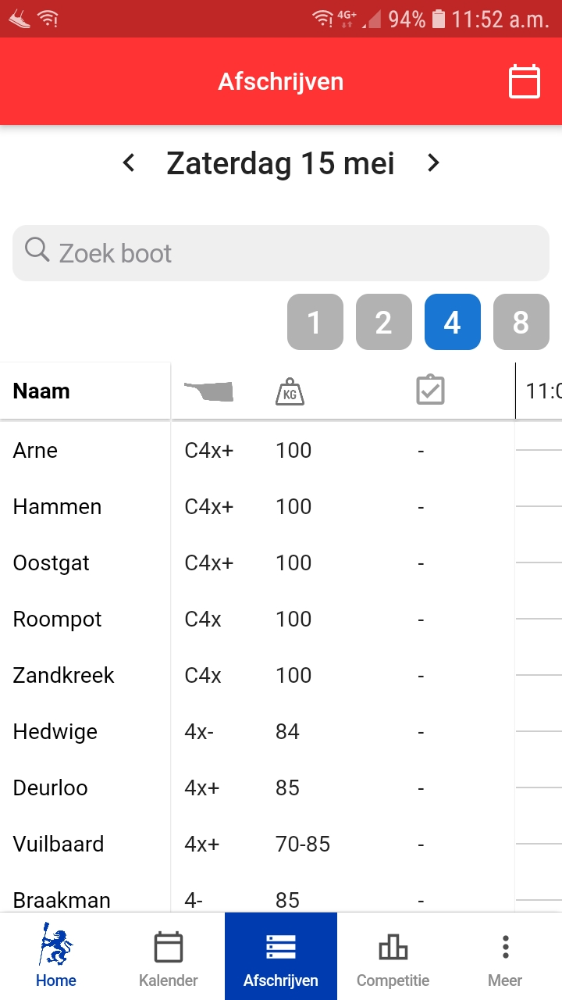 4G+ 94% 11:52 a.m.
Afschrijven
Zaterdag 15 mei
Zoek boot
1 2 4 8
Naam KG 11:0
Arne C4x+ 100 -
Hammen C4x+ 100 -
Oostgat C4x+ 100 -
Roompot C4x 100 -
Zandkreek C4x 100 -
Hedwige 4x- 84 -
Deurloo 4x+ 85 -
Vuilbaard 4x+ 70-85 -
Braakman 4- 85 -
Home Kalender Afschrijven Competitie Meer